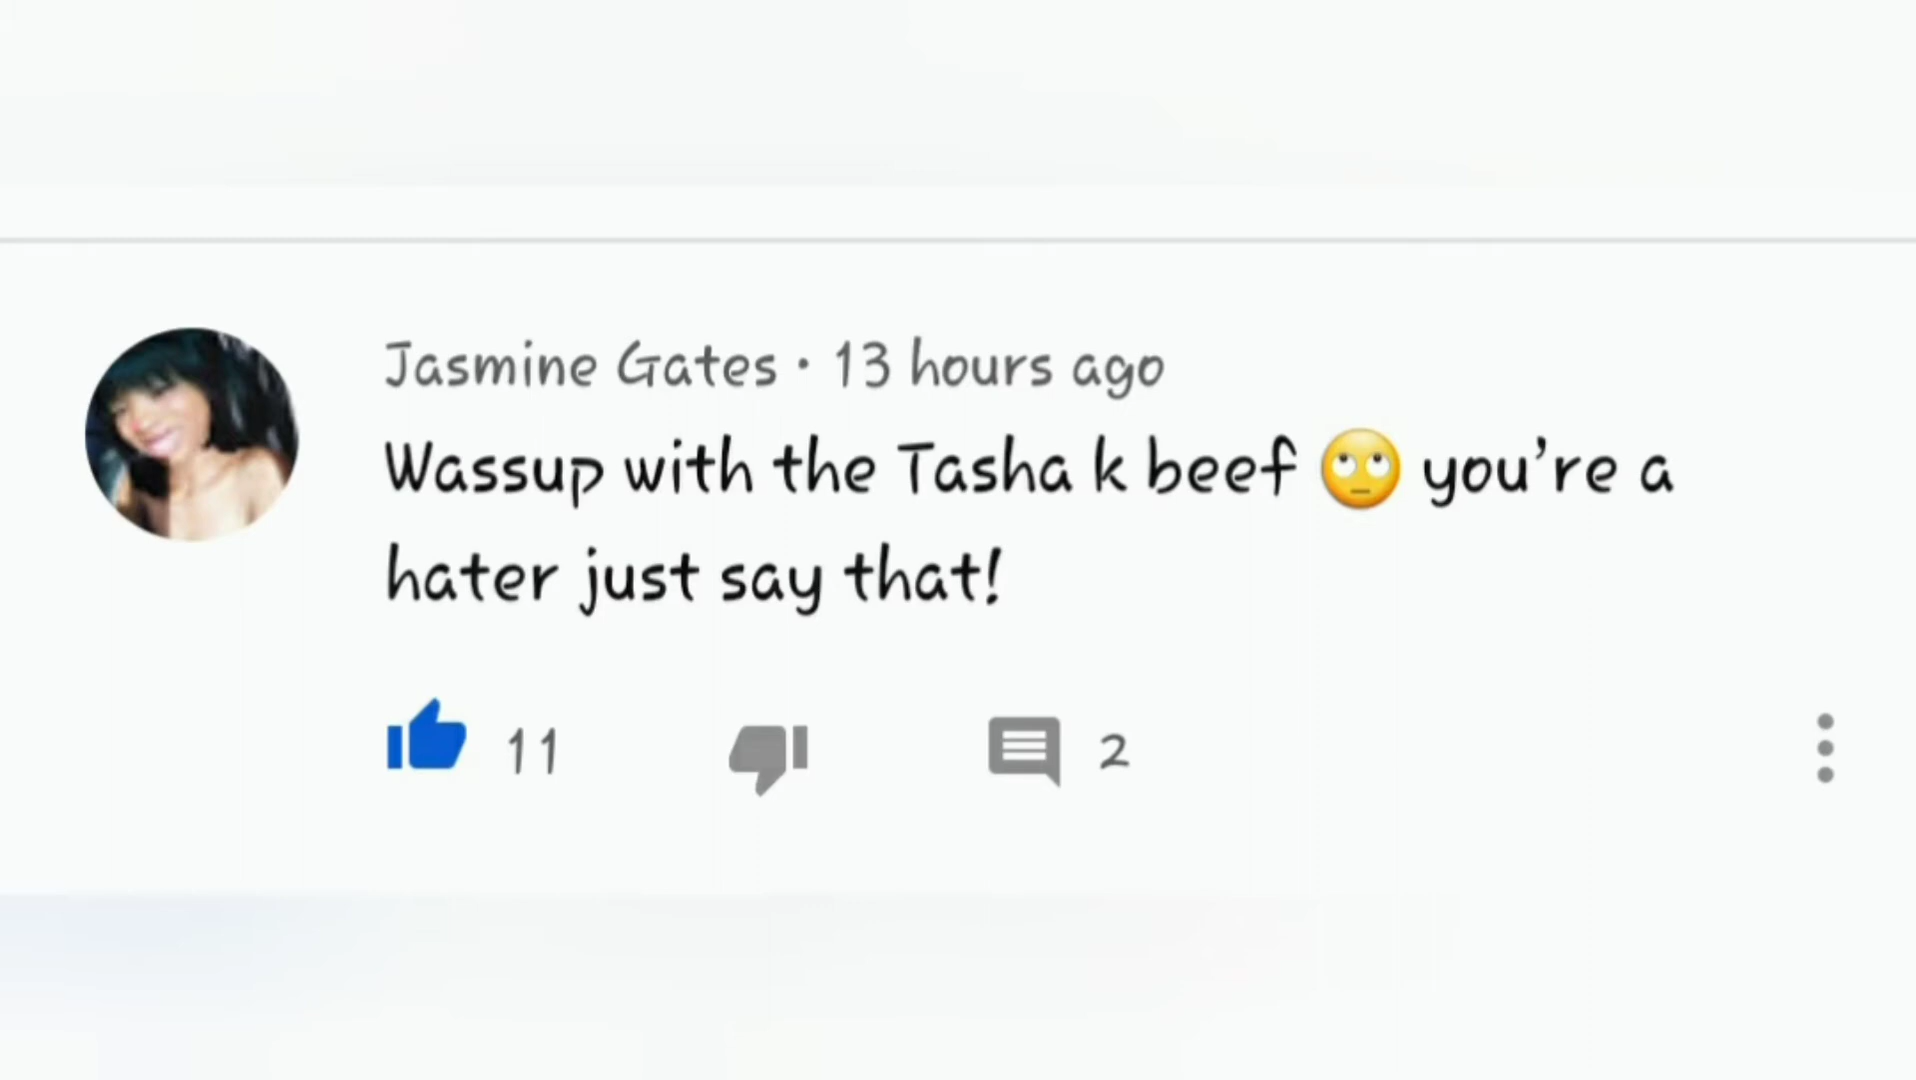 Jasmine Gates · 13 hours ago
Wassup with the Tasha k beef 🙄 you're a
hater just say that!
11 2